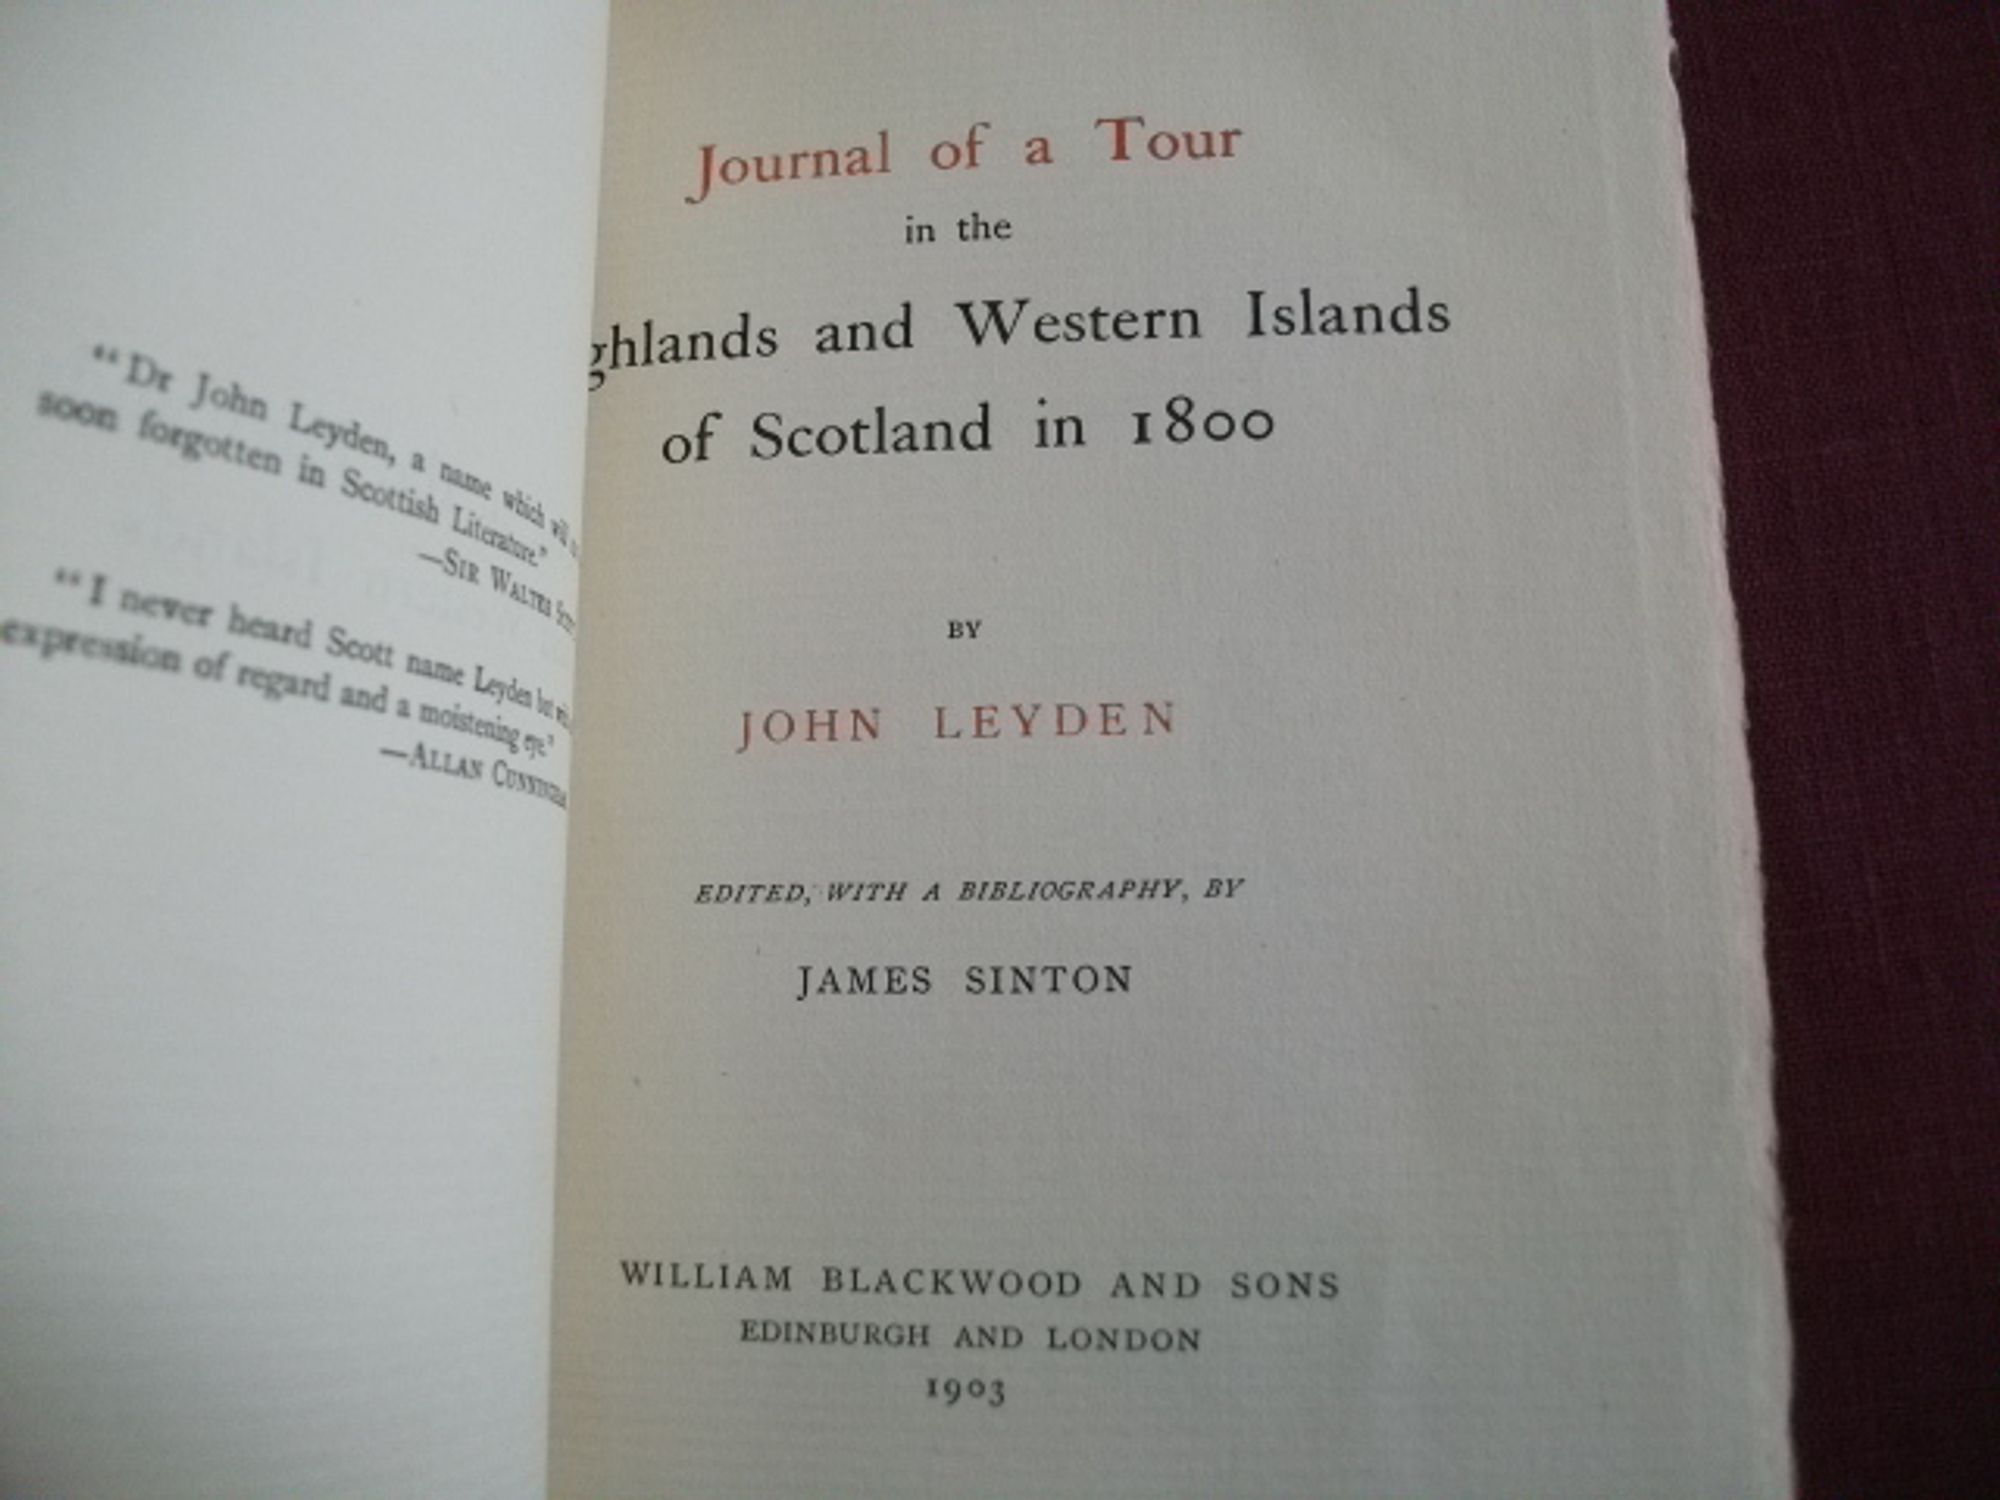 “Dr John Leyden, a name which will
soon forgotten in Scottish Literature.”
—SIR WALTER
“I never heard Scott name Leyden but
expression of regard and a moistening eye.”
—ALLAN
Journal of a Tour
in the
ghlands and Western Islands
of Scotland in 1800
BY
JOHN LEYDEN
EDITED, WITH A BIBLIOGRAPHY, BY
JAMES SINTON
WILLIAM BLACKWOOD AND SONS
EDINBURGH AND LONDON
1903